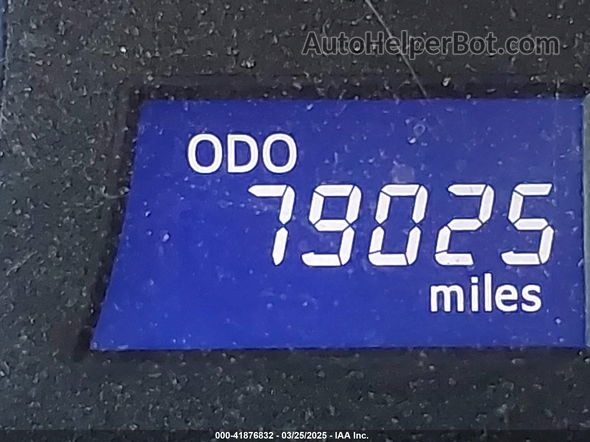 AutoHelperBot.com
ODO
79025
miles
000-41876832 - 03/25/2025 - IAA Inc.